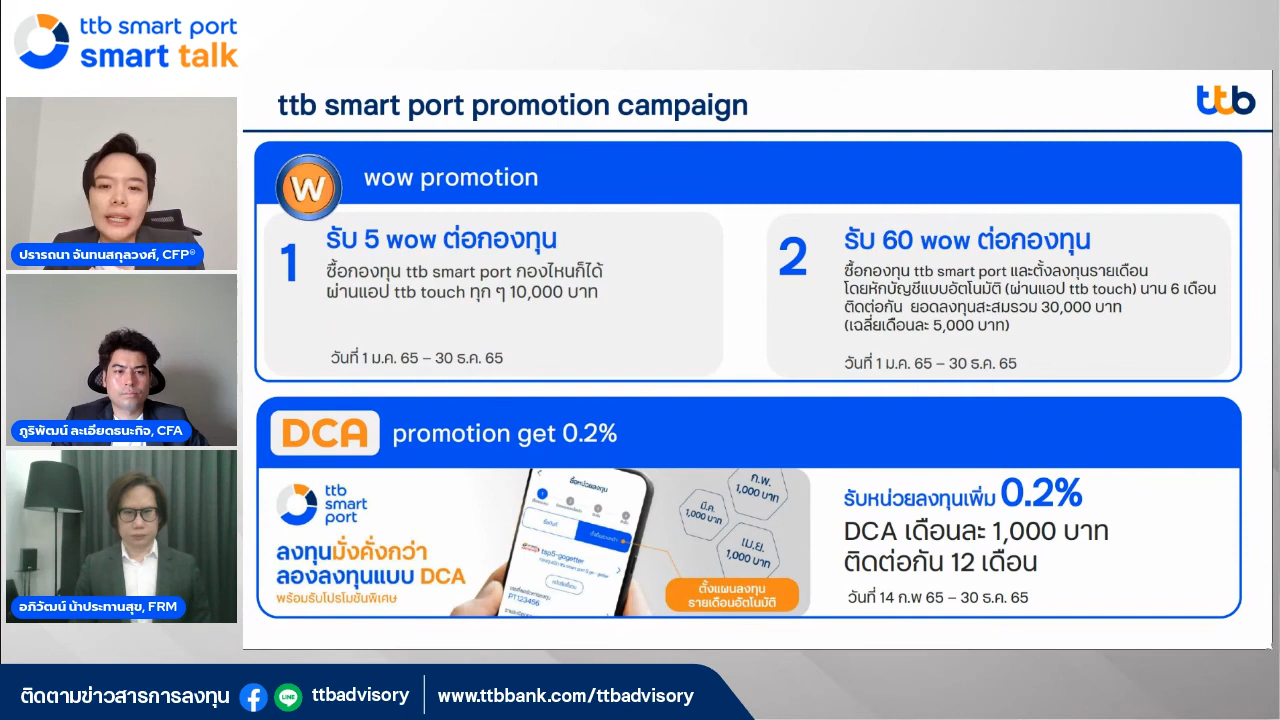 ttb smart port
smart talk
ttb smart port promotion campaign
ttb
ปรารถนา จันทนสกุลวงศ์, CFP®
ภูริพัฒน์ ละเอียดธนะกิจ, CFA
อภิวัฒน์ น้าประทานสุข, FRM
W
wow promotion
1
รับ 5 wow ต่อกองทุน
ซื้อกองทุน ttb smart port กองไหนก็ได้
ผ่านแอป ttb touch ทุก ๆ 10,000 บาท
วันที่ 1 ม.ค. 65 – 30 ธ.ค. 65
2
รับ 60 wow ต่อกองทุน
ซื้อกองทุน ttb smart port และตั้งลงทุนรายเดือน
โดยหักบัญชีแบบอัตโนมัติ (ผ่านแอป ttb touch) นาน 6 เดือน
ติดต่อกัน ยอดลงทุนสะสมรวม 30,000 บาท
(เฉลี่ยเดือนละ 5,000 บาท)
วันที่ 1 ม.ค. 65 – 30 ธ.ค. 65
DCA promotion get 0.2%
ttb
smart
port
ลงทุนมั่งคั่งกว่า
ลองลงทุนแบบ DCA
พร้อมรับโปรโมชันพิเศษ
ซื้อหน่วยลงทุน
tsp5-gogetter
PT123456
ก.พ.
1,000 บาท
มี.ค.
1,000 บาท
เม.ย.
1,000 บาท
ตั้งแผนลงทุน
รายเดือนอัตโนมัติ
รับหน่วยลงทุนเพิ่ม 0.2%
DCA เดือนละ 1,000 บาท
ติดต่อกัน 12 เดือน
วันที่ 14 ก.พ 65 – 30 ธ.ค. 65
ติดตามข่าวสารการลงทุน
LINE
ttbadvisory
www.ttbbank.com/ttbadvisory